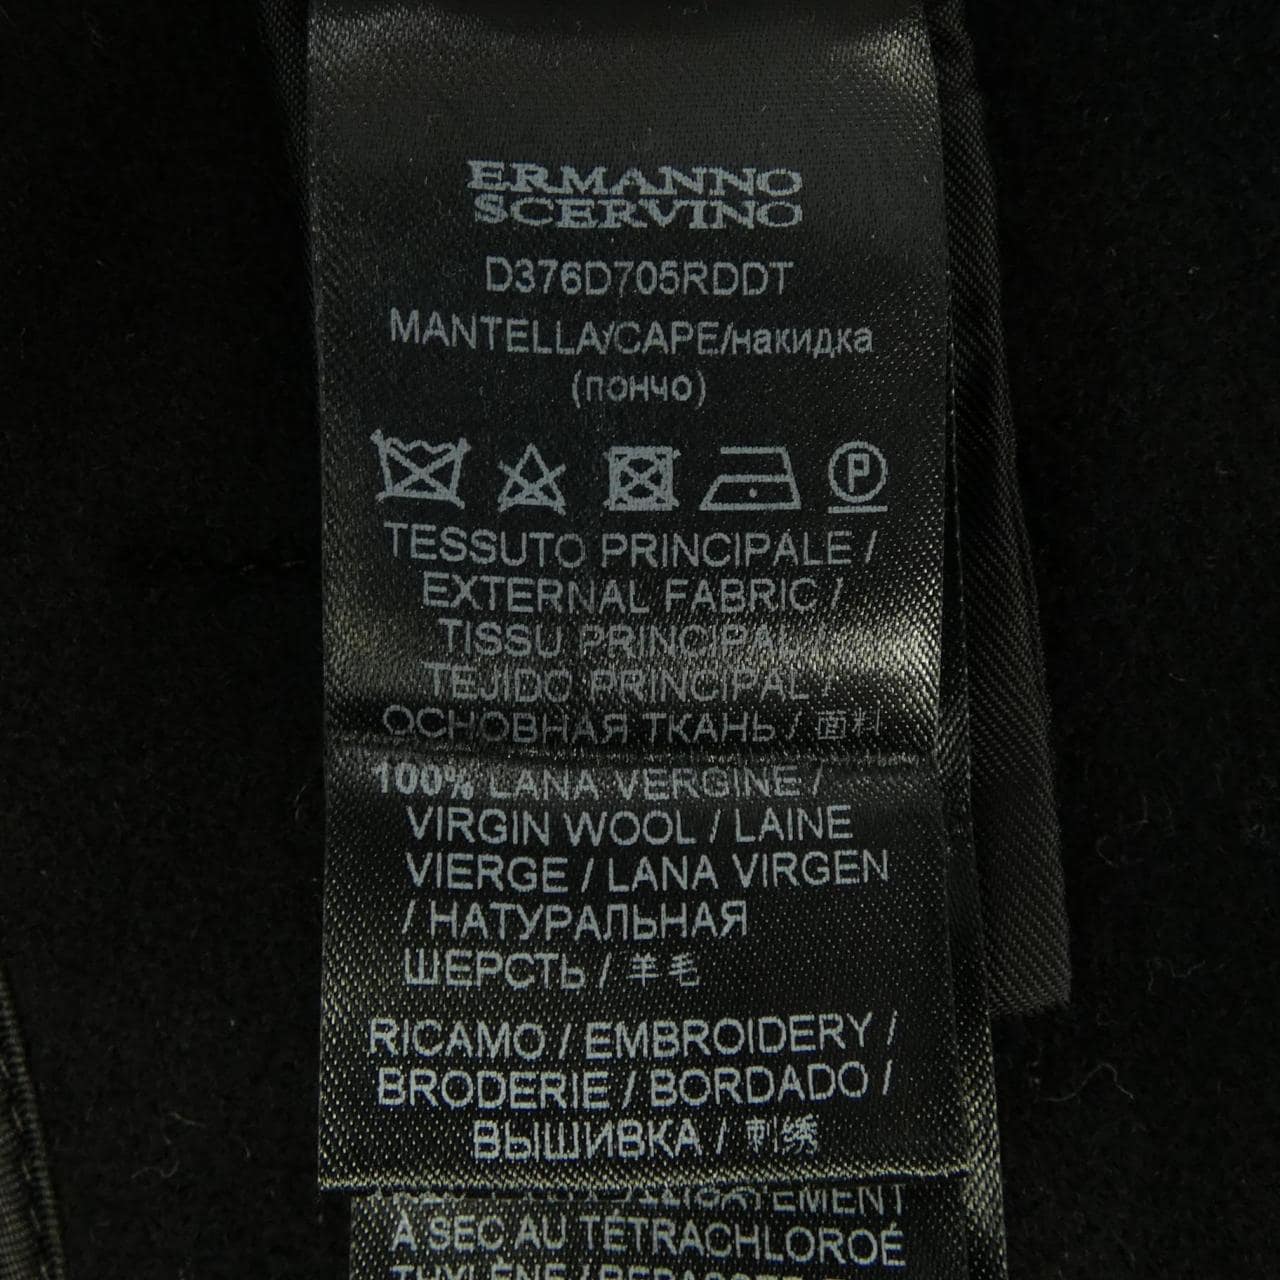 ERMANNO
SCERVINO
D376D705RDDT
MANTELLA/CAPE/накидка
(пончо)
P
TESSUTO PRINCIPALE /
EXTERNAL FABRIC /
TISSU PRINCIPAL /
TEJIDO PRINCIPAL /
ОСНОВНАЯ ТКАНЬ / 面料
100% LANA VERGINE /
VIRGIN WOOL / LAINE
VIERGE / LANA VIRGEN
/ НАТУРАЛЬНАЯ
ШЕРСТЬ / 羊毛
RICAMO / EMBROIDERY /
BRODERIE / BORDADO /
ВЫШИВКА / 刺绣
À SEC AU TÉTRACHLOROÉ